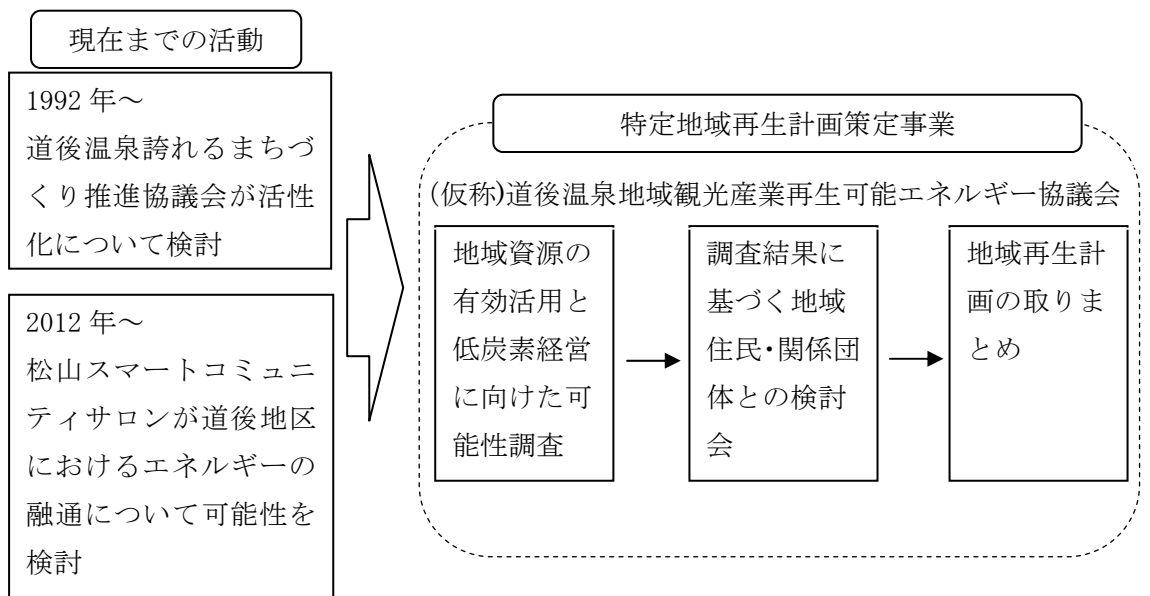 現在までの活動
1992 年～
道後温泉誇れるまちづ
くり推進協議会が活性
化について検討
2012 年～
松山スマートコミュニ
ティサロンが道後地区
におけるエネルギーの
融通について可能性を
検討
特定地域再生計画策定事業
(仮称)道後温泉地域観光産業再生可能エネルギー協議会
地域資源の
有効活用と
低炭素経営
に向けた可
能性調査
調査結果に
基づく地域
住民・関係団
体との検討
会
地域再生計
画の取りま
とめ